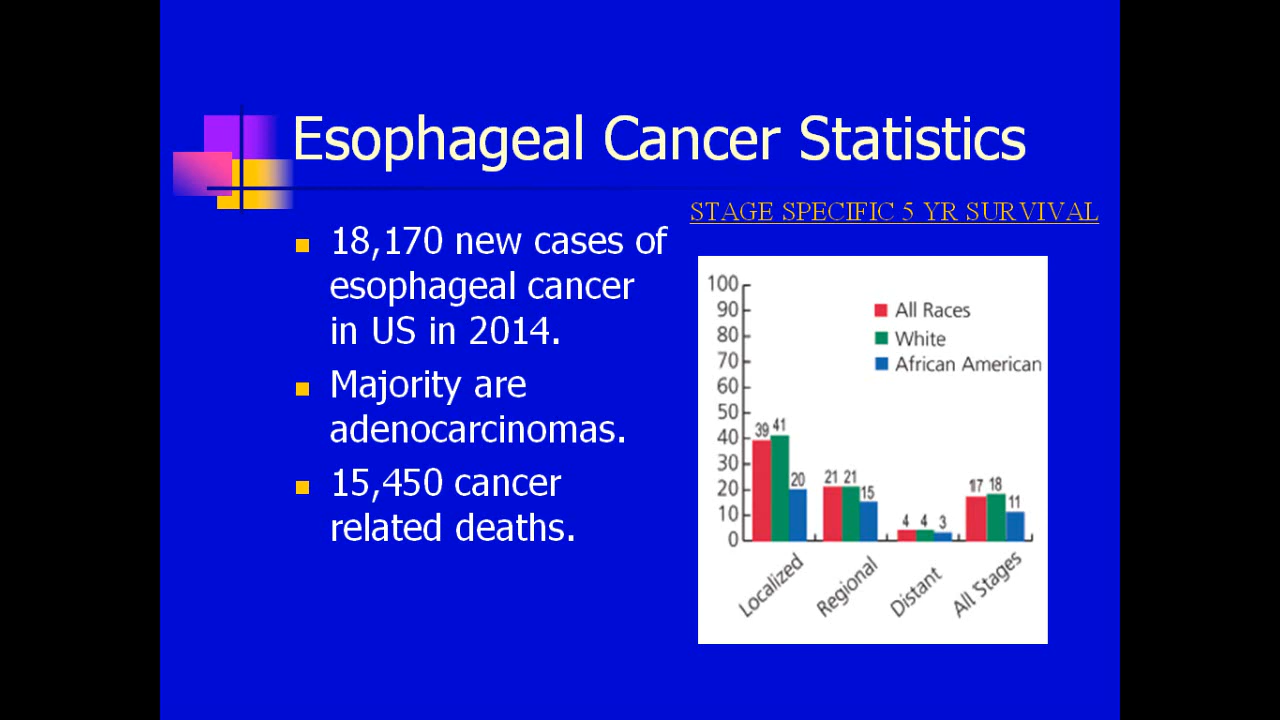 Esophageal Cancer Statistics
STAGE SPECIFIC 5 YR SURVIVAL
18,170 new cases of
esophageal cancer
in US in 2014.
Majority are
adenocarcinomas.
15,450 cancer
related deaths.
100
90
80
70
60
50
40
30
20
10
0
All Races
White
African American
39 41 20
21 21 15
4 4 3
17 18 11
Localized
Regional
Distant
All Stages